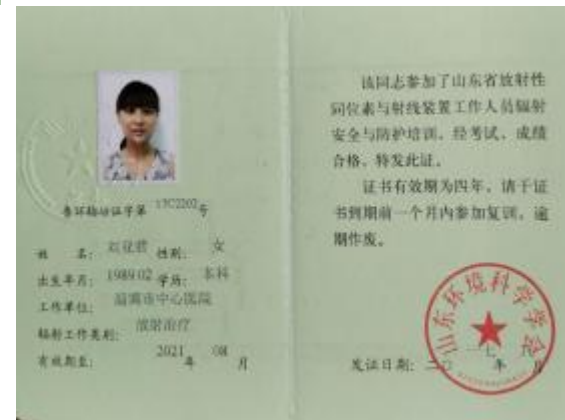 鲁环辐培证字第 17C2202 号
姓 名: 性别: 女
出生年月: 1989.02 学历: 本科
工作单位: 淄博市中心医院
辐射工作类别: 放射治疗
有效期至: 2021 年 08 月
该同志参加了山东省放射性
同位素与射线装置工作人员辐射
安全与防护培训。经考试、成绩
合格、特发此证。
证书有效期为四年。请于证
书到期前一个月内参加复训。逾
期作废。
山东环境科学学会
发证日期: 二〇一七 年 月